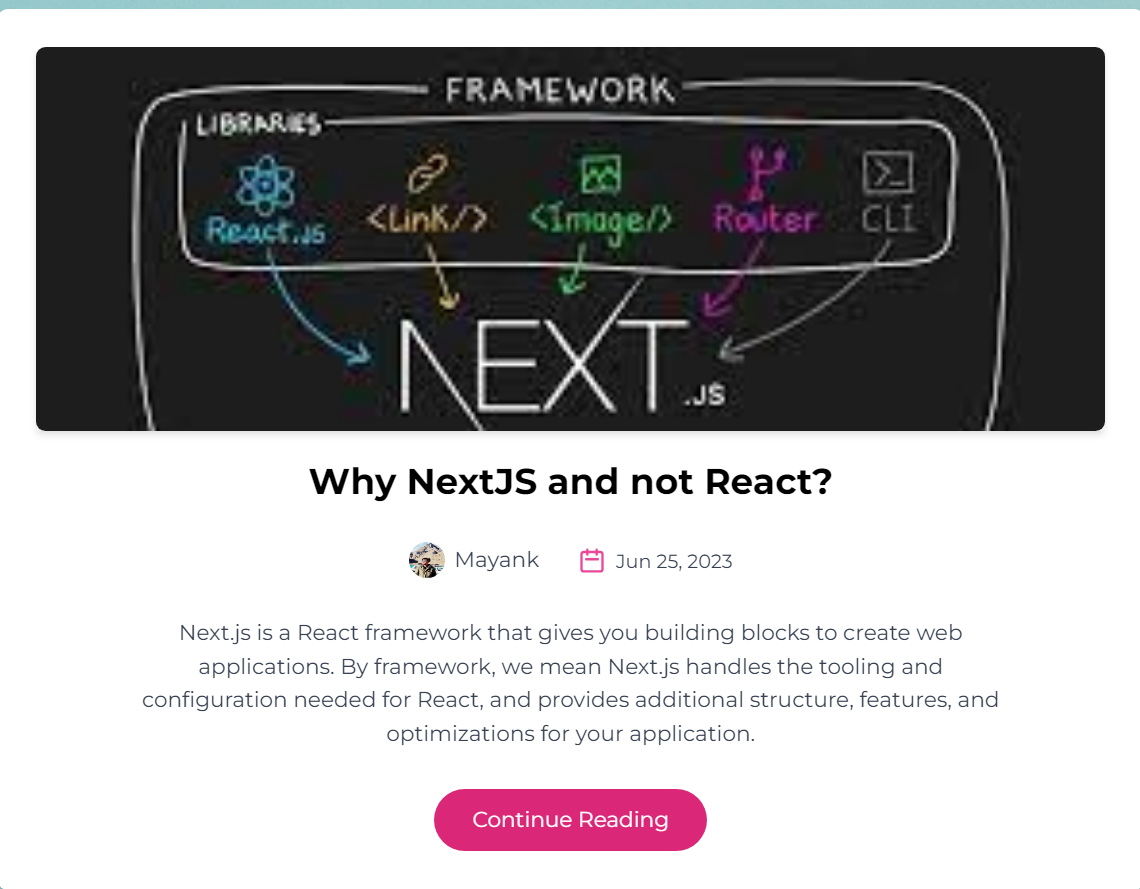 FRAMEWORK
LIBRARIES
React.js <Link/> <Image/> Router CLI
NEXT.JS
Why NextJS and not React?
Mayank Jun 25, 2023
Next.js is a React framework that gives you building blocks to create web
applications. By framework, we mean Next.js handles the tooling and
configuration needed for React, and provides additional structure, features, and
optimizations for your application.
Continue Reading